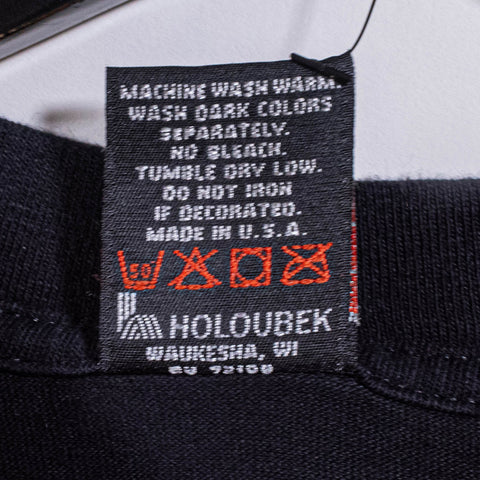 MACHINE WASH WARM.
WASH DARK COLORS
SEPARATELY.
NO BLEACH.
TUMBLE DRY LOW.
DO NOT IRON
IF DECORATED.
MADE IN U.S.A.
50
HOLOUBEK
WAUKESHA, WI